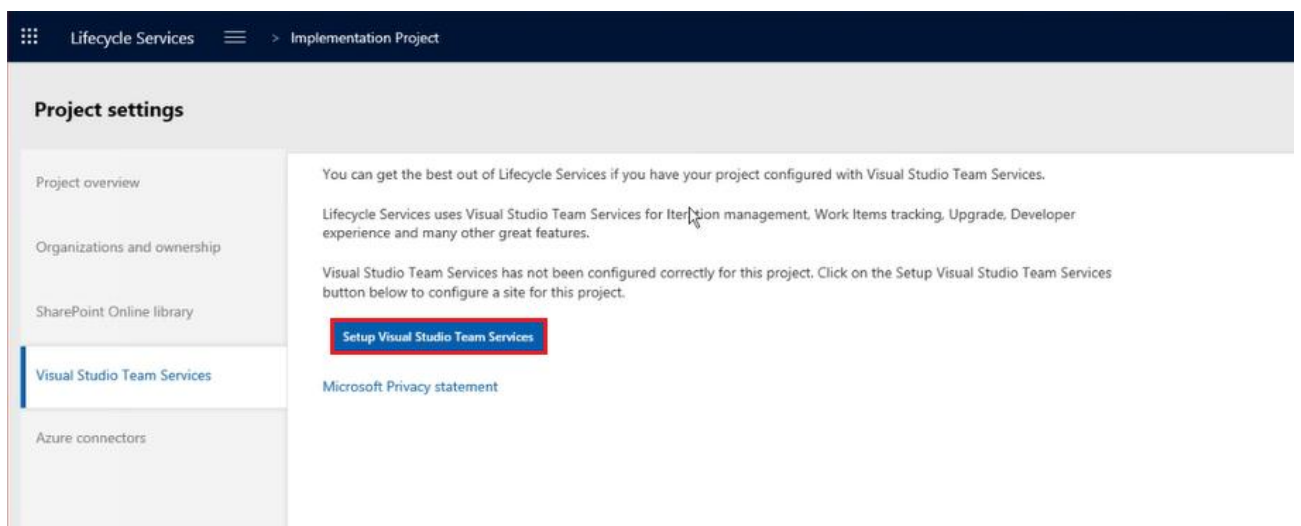 Lifecycle Services > Implementation Project
Project settings
Project overview
Organizations and ownership
SharePoint Online library
Visual Studio Team Services
Azure connectors
You can get the best out of Lifecycle Services if you have your project configured with Visual Studio Team Services.
Lifecycle Services uses Visual Studio Team Services for Iteration management, Work Items tracking, Upgrade, Developer
experience and many other great features.
Visual Studio Team Services has not been configured correctly for this project. Click on the Setup Visual Studio Team Services
button below to configure a site for this project.
Setup Visual Studio Team Services
Microsoft Privacy statement